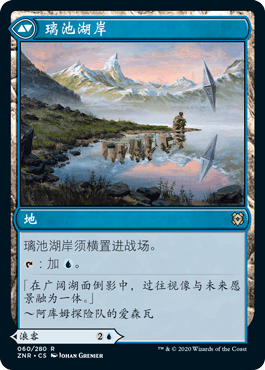 璃池湖岸
地
璃池湖岸须横置进战场。
：加。
「在广阔湖面倒影中，过往视像与未来愿
景融为一体。」
～阿库姆探险队的爱森瓦
浪客 2
060/280 R
ZNR • CS Johan Grenier
™ & © 2020 Wizards of the Coast